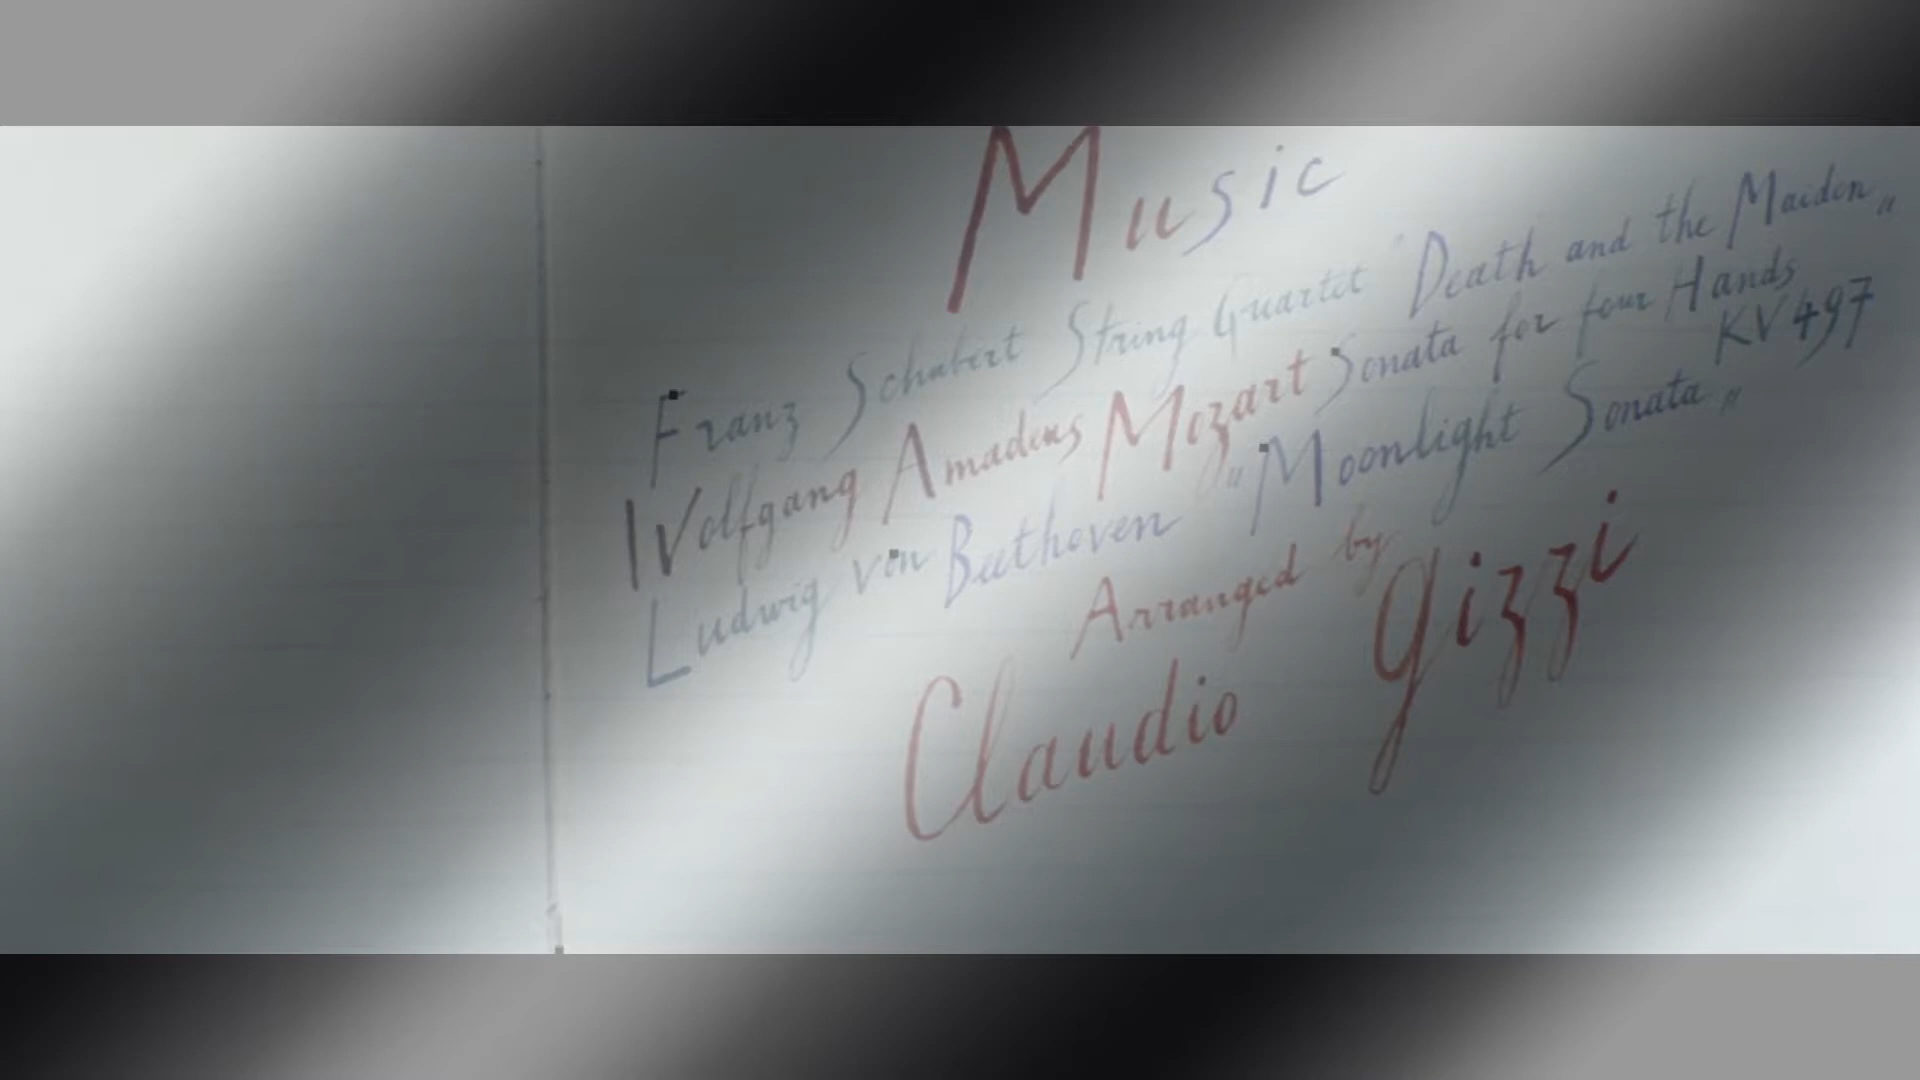 Music
Franz Schubert String Quartet "Death and the Maiden„
Wolfgang Amadeus Mozart Sonata for four Hands
KV 497
Ludwig von Beethoven "Moonlight Sonata„
Arranged by
Claudio Gizzi